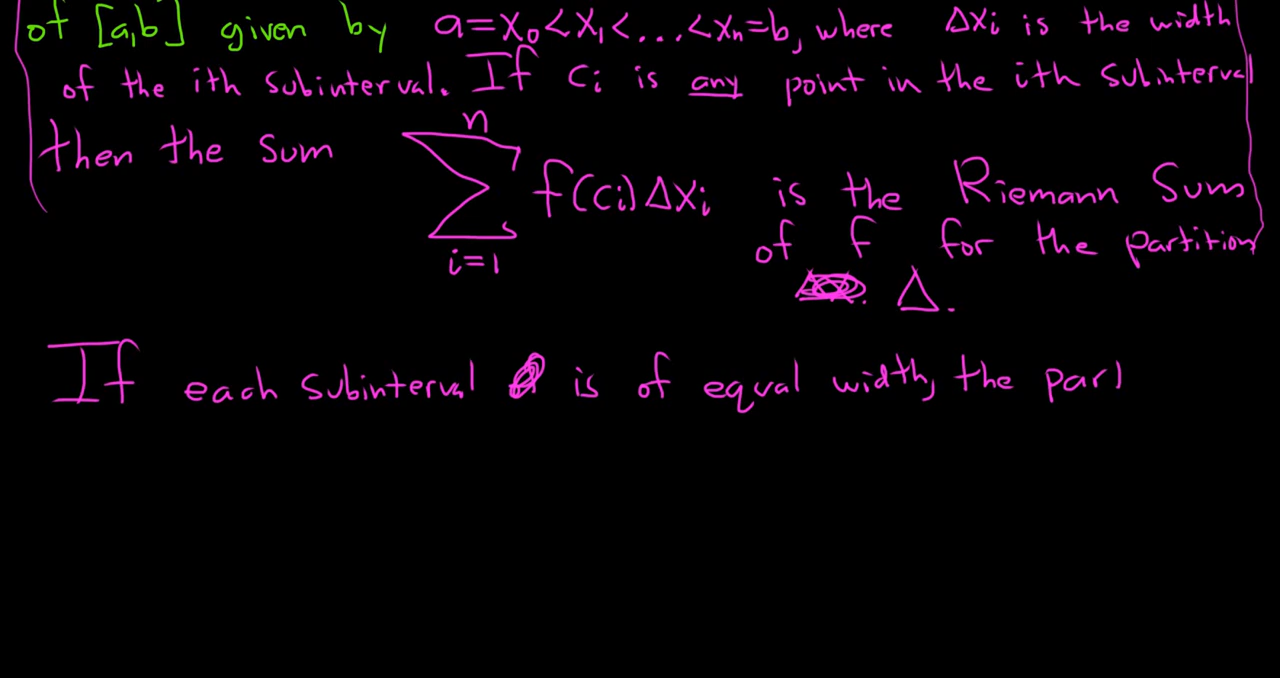 of [a,b] given by a=x₀<x₁<...<xₙ=b, where Δxᵢ is the width
of the ith subinterval. If cᵢ is any point in the ith subinterval
then the sum ∑ᵢ₌₁ⁿ f(cᵢ)Δxᵢ is the Riemann Sum
of f for the partition
Δ.
If each subinterval is of equal width, the par